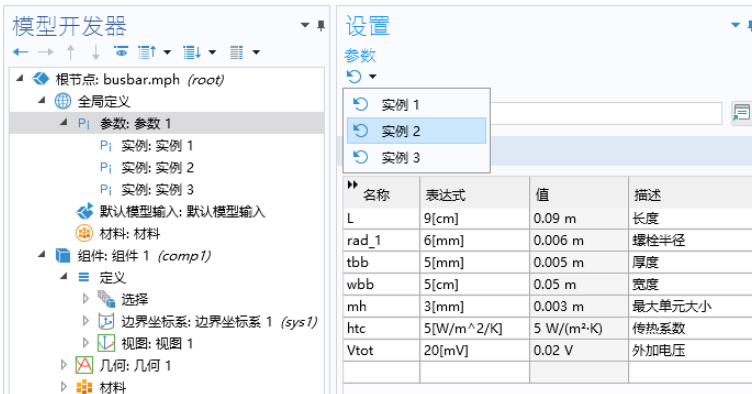 模型开发器
根节点: busbar.mph (root)
全局定义
Pi 参数: 参数 1
Pi 实例: 实例 1
Pi 实例: 实例 2
Pi 实例: 实例 3
默认模型输入: 默认模型输入
材料: 材料
组件: 组件 1 (comp1)
定义
选择
边界坐标系: 边界坐标系 1 (sys1)
视图: 视图 1
几何: 几何 1
材料
设置
参数
实例 1
实例 2
实例 3
名称 表达式 值 描述
L 9[cm] 0.09 m 长度
rad_1 6[mm] 0.006 m 螺栓半径
tbb 5[mm] 0.005 m 厚度
wbb 5[cm] 0.05 m 宽度
mh 3[mm] 0.003 m 最大单元大小
htc 5[W/m^2/K] 5 W/(m²·K) 传热系数
Vtot 20[mV] 0.02 V 外加电压